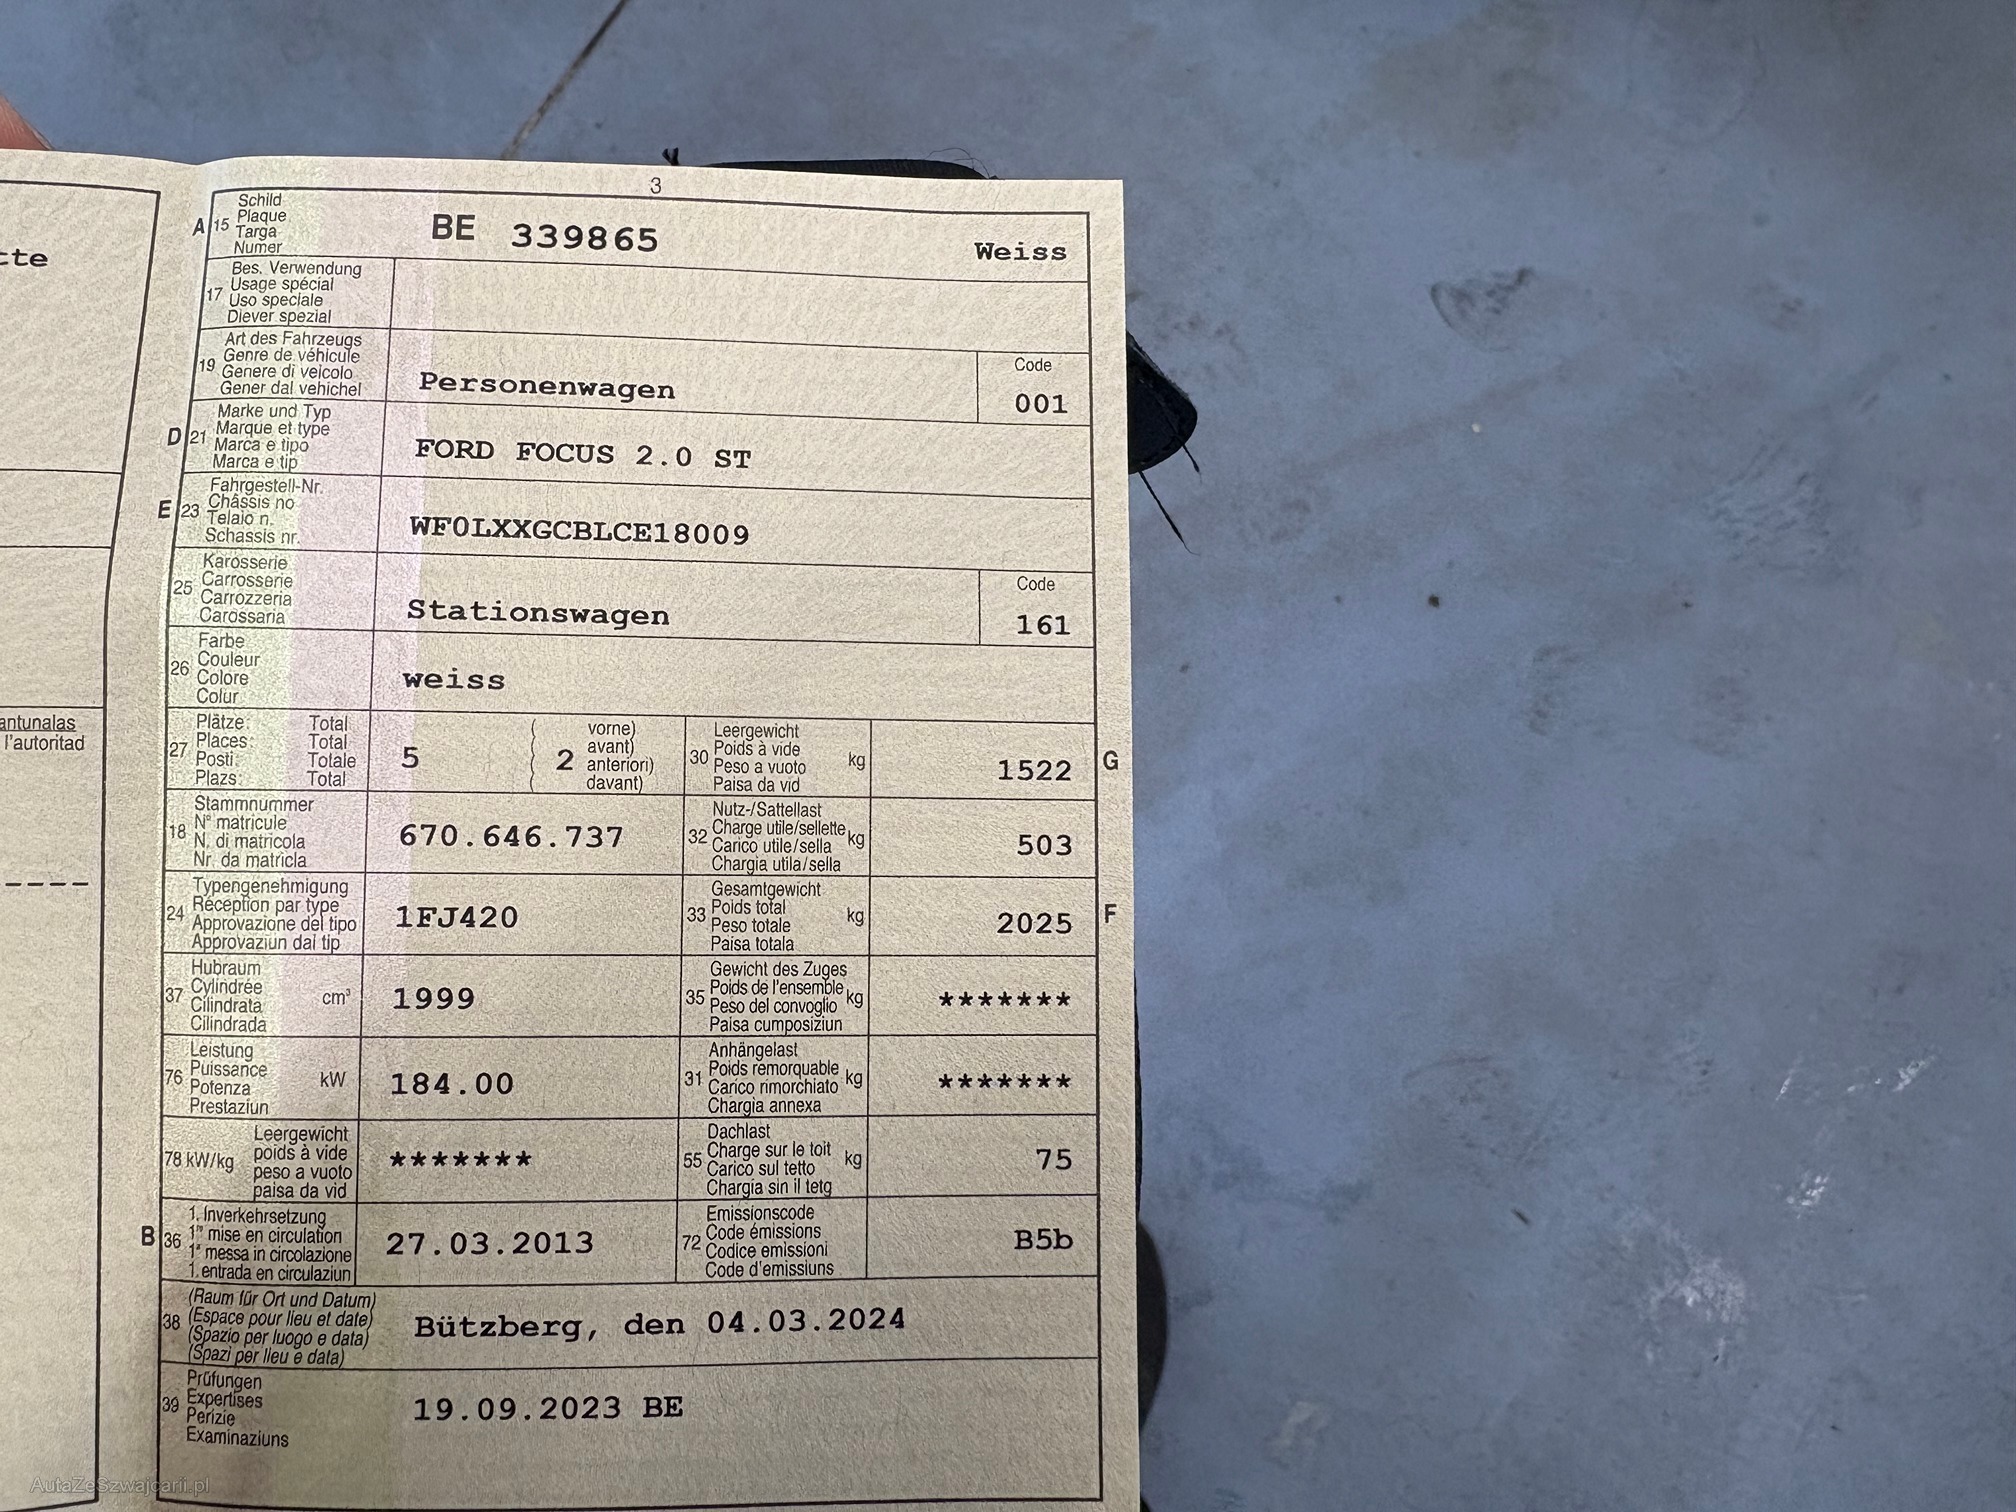 tte
antunalas
l'autoritad
3
A 15 Schild
Plaque
Targa
Numer
BE 339865 Weiss
17 Bes. Verwendung
Usage spécial
Uso speciale
Diever spezial
19 Art des Fahrzeugs
Genre de véhicule
Genere di veicolo
Gener dal vehichel
Personenwagen
Code
001
D 21 Marke und Typ
Marque et type
Marca e tipo
Marca e tip
FORD FOCUS 2.0 ST
E 23 Fahrgestell-Nr.
Châssis no
Telaio n.
Schassis nr.
WF0LXXGCBLCE18009
25 Karosserie
Carrosserie
Carrozzeria
Carossaria
Stationswagen
Code
161
26 Farbe
Couleur
Colore
Colur
weiss
27 Plätze: Total
Places: Total
Posti: Totale
Plazs: Total
5 ( 2 vorne)
avant)
anteriori)
davant)
30 Leergewicht
Poids à vide
Peso a vuoto
Paisa da vid
kg
1522 G
18 Stammnummer
N° matricule
N. di matricola
Nr. da matricla
670.646.737
32 Nutz-/Sattellast
Charge utile/sellette
Carico utile/sella
Chargia utila/sella
kg
503
24 Typengenehmigung
Réception par type
Approvazione del tipo
Approvaziun dal tip
1FJ420
33 Gesamtgewicht
Poids total
Peso totale
Paisa totala
kg
2025 F
37 Hubraum
Cylindrée
Cilindrata
Cilindrada
cm³
1999
35 Gewicht des Zuges
Poids de l'ensemble
Peso del convoglio
Paisa cumposiziun
kg
*******
76 Leistung
Puissance
Potenza
Prestaziun
kW
184.00
31 Anhängelast
Poids remorquable
Carico rimorchiato
Chargia annexa
kg
*******
78 kW/kg Leergewicht
poids à vide
peso a vuoto
paisa da vid
*******
55 Dachlast
Charge sur le toit
Carico sul tetto
Chargia sin il tetg
kg
75
B 36 1. Inverkehrsetzung
1re mise en circulation
1a messa in circolazione
1. entrada en circulaziun
27.03.2013
72 Emissionscode
Code émissions
Codice emissioni
Code d'emissiuns
B5b
38 (Raum für Ort und Datum)
(Espace pour lieu et date)
(Spazio per luogo e data)
(Spazi per lieu e data)
Bützberg, den 04.03.2024
39 Prüfungen
Expertises
Perizie
Examinaziuns
19.09.2023 BE
AutaZeSzwajcarii.pl